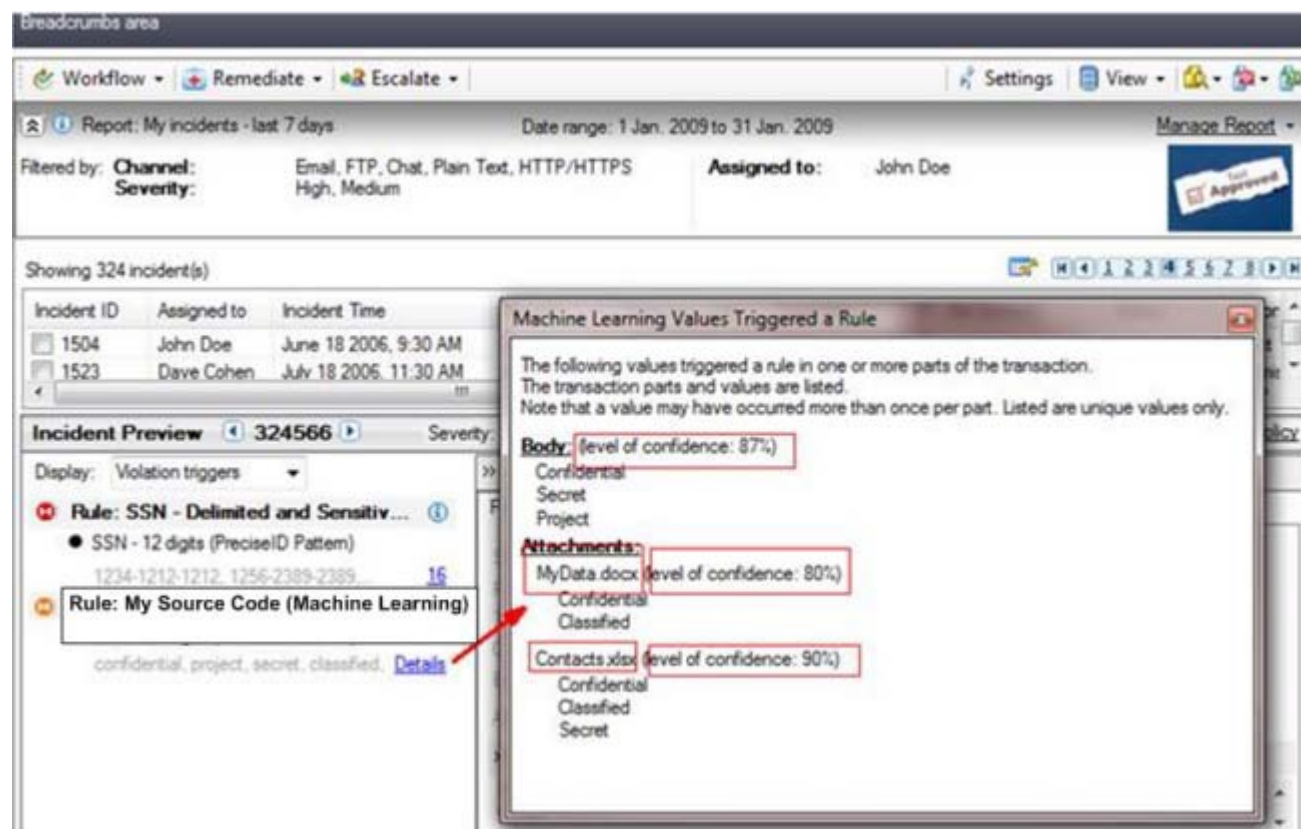 Breadcrumbs area
Workflow Remediate Escalate Settings View
Report: My incidents - last 7 days Date range: 1 Jan. 2009 to 31 Jan. 2009 Manage Report
Filtered by: Channel: Email, FTP, Chat, Plain Text, HTTP/HTTPS Assigned to: John Doe
Severity: High, Medium
Approved
Showing 324 incident(s) 1 2 3 4 5 6 7 8
Incident ID Assigned to Incident Time
1504 John Doe June 18 2006, 9:30 AM
1523 Dave Cohen July 18 2006, 11:30 AM
Incident Preview 324566 Severity:
Display: Violation triggers
Rule: SSN - Delimited and Sensitiv...
SSN - 12 digits (PreciseID Pattern)
1234-1212-1212, 1256-2389-2389... 16
Rule: My Source Code (Machine Learning)
confidential, project, secret, classified, Details
Machine Learning Values Triggered a Rule
The following values triggered a rule in one or more parts of the transaction.
The transaction parts and values are listed.
Note that a value may have occurred more than once per part. Listed are unique values only.
Body: (level of confidence: 87%)
Confidential
Secret
Project
Attachments:
MyData.docx (level of confidence: 80%)
Confidential
Classified
Contacts.xlsx (level of confidence: 90%)
Confidential
Classified
Secret